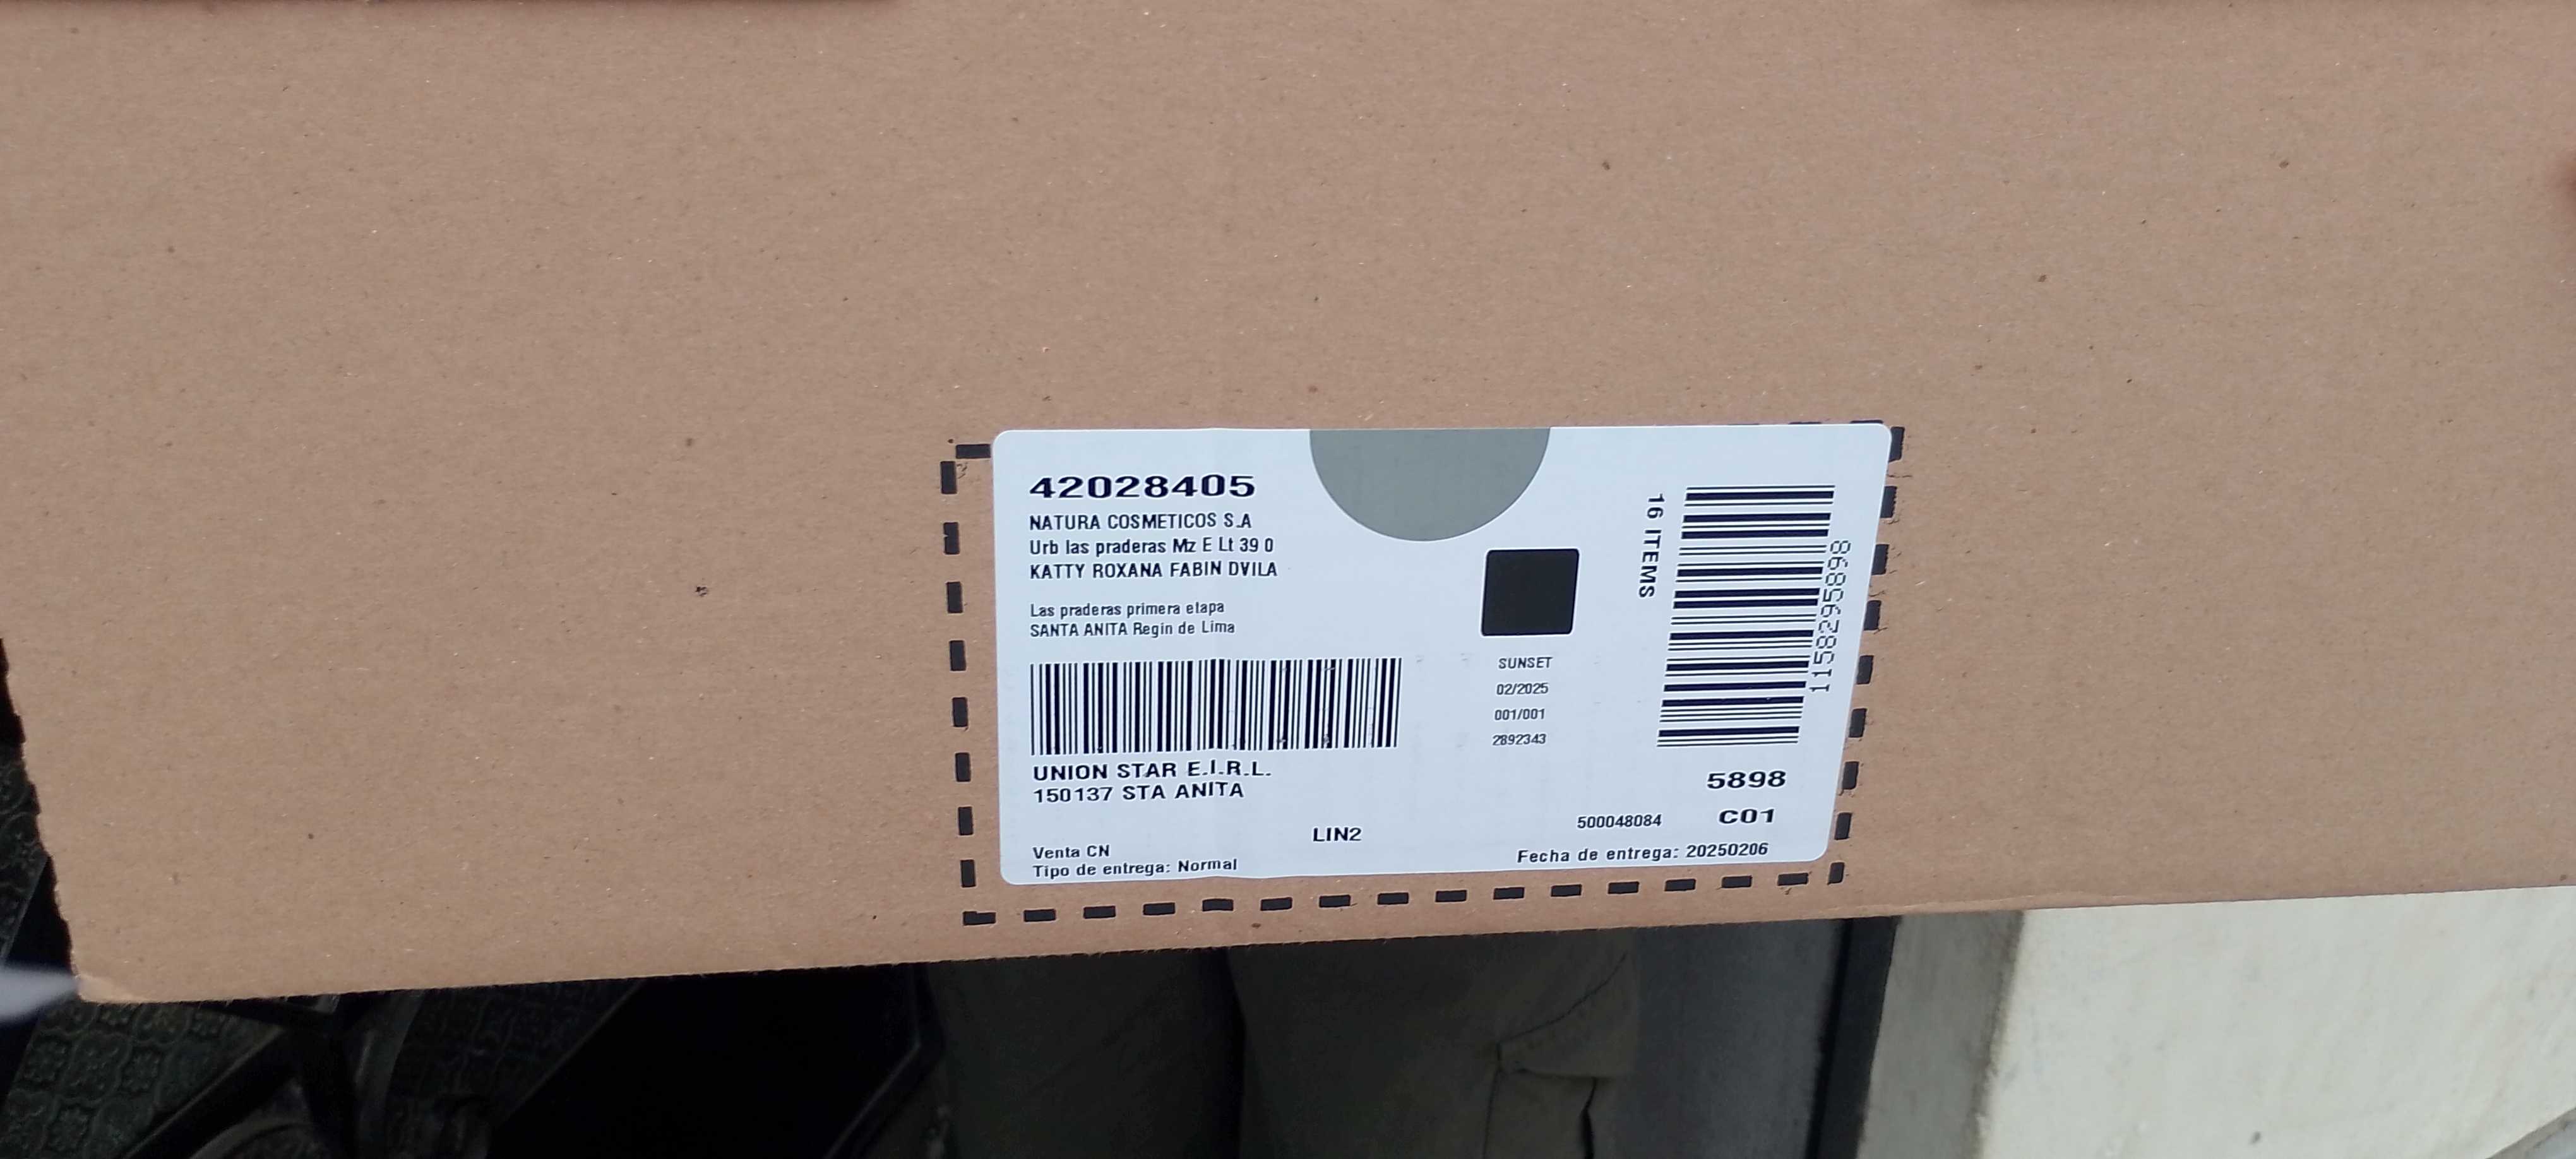 42028405
NATURA COSMETICOS S.A
Urb las praderas Mz E Lt 39 0
KATTY ROXANA FABIN DVILA
Las praderas primera etapa
SANTA ANITA Regin de Lima
UNION STAR E.I.R.L.
150137 STA ANITA
LIN2
Venta CN
Tipo de entrega: Normal
SUNSET
02/2025
001/001
2892343
16 ITEMS
1158295898
5898
500048084 C01
Fecha de entrega: 20250206